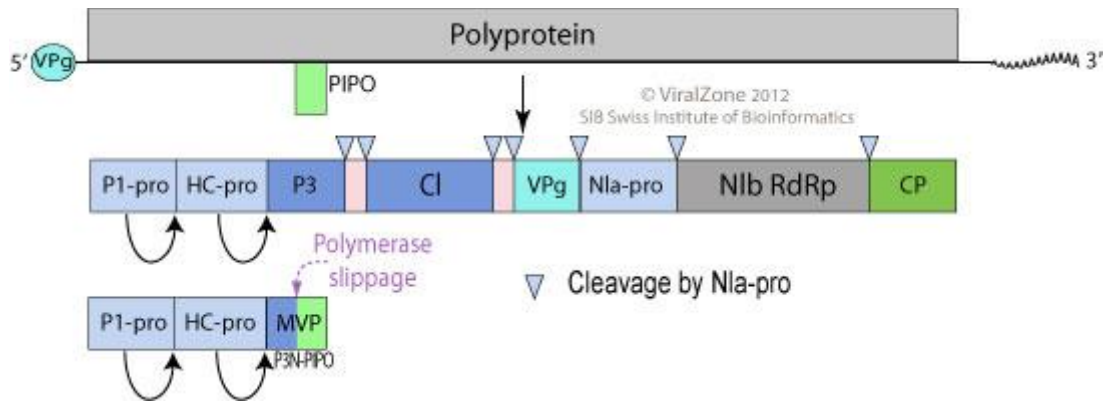 Polyprotein
5′ VPg 3′
PIPO
© ViralZone 2012
SIB Swiss Institute of Bioinformatics
P1-pro HC-pro P3 CI VPg NIa-pro NIb RdRp CP
Polymerase
slippage
Cleavage by NIa-pro
P1-pro HC-pro MVP
P3N-PIPO